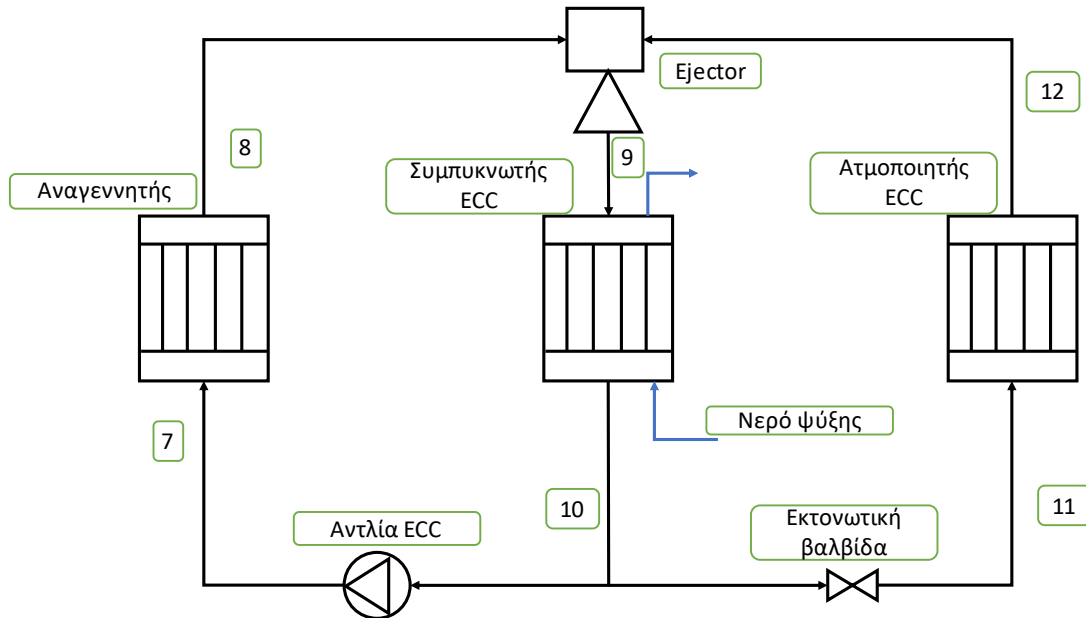 Ejector
12
8
9
Συμπυκνωτής
ECC
Ατμοποιητής
ECC
Αναγεννητής
Νερό ψύξης
7
10
11
Αντλία ECC
Εκτονωτική
βαλβίδα